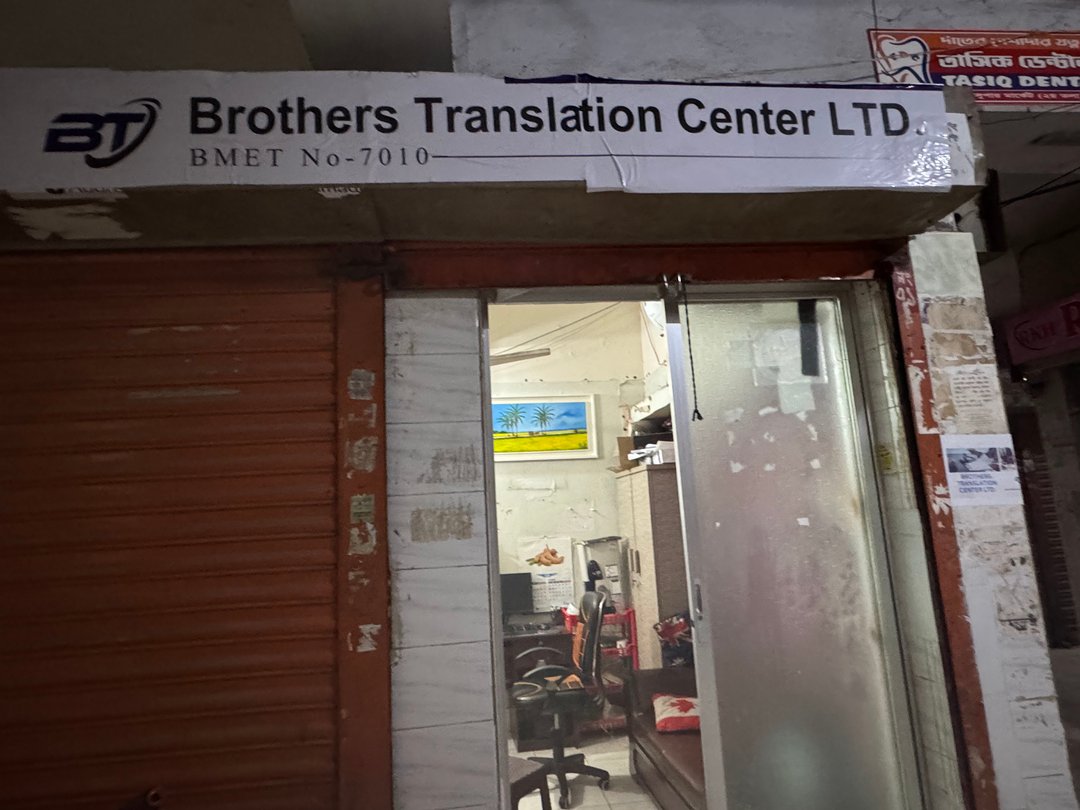 BT
Brothers Translation Center LTD.
BMET No-7010
তাসিক ডেন্টাল
TASIQ DENT
BROTHERS
TRANSLATION
CENTER LTD.